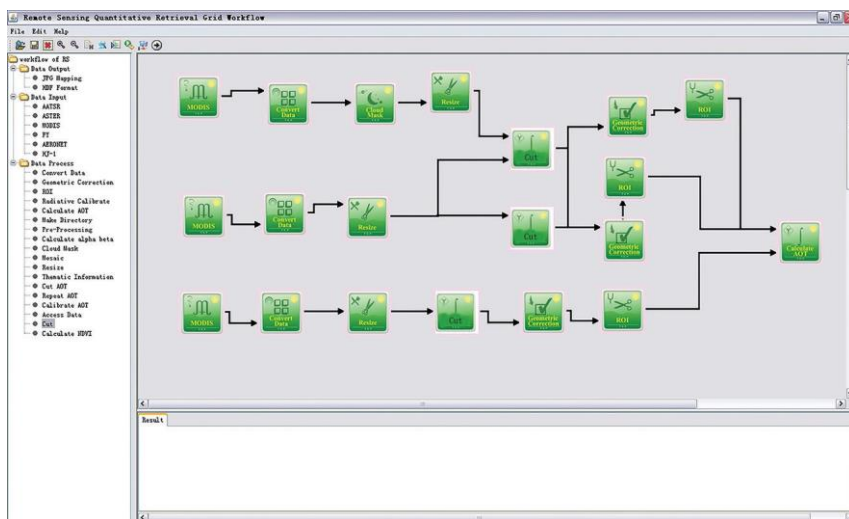 Remote Sensing Quantitative Retrieval Grid Workflow
File Edit Help
workflow of RS
Data Output
JPG Mapping
HDF Format
Data Input
AATSR
ASTER
MODIS
FY
AERONET
HJ-1
Data Process
Convert Data
Geometric Correction
ROI
Radiative Calibrate
Calculate AOT
Make Directory
Pre-Processing
Calculate alpha beta
Cloud Mask
Mosaic
Resize
Thematic Information
Cut AOT
Repeat AOT
Calibrate AOT
Access Data
Cut
Calculate NDVI
MODIS
Convert
Data
Cloud
Mask
Resize
Cut
Geometric
Correction
ROI
MODIS
Convert
Data
Resize
Cut
Geometric
Correction
ROI
Calculate
AOT
MODIS
Convert
Data
Resize
Cut
Geometric
Correction
ROI
Result